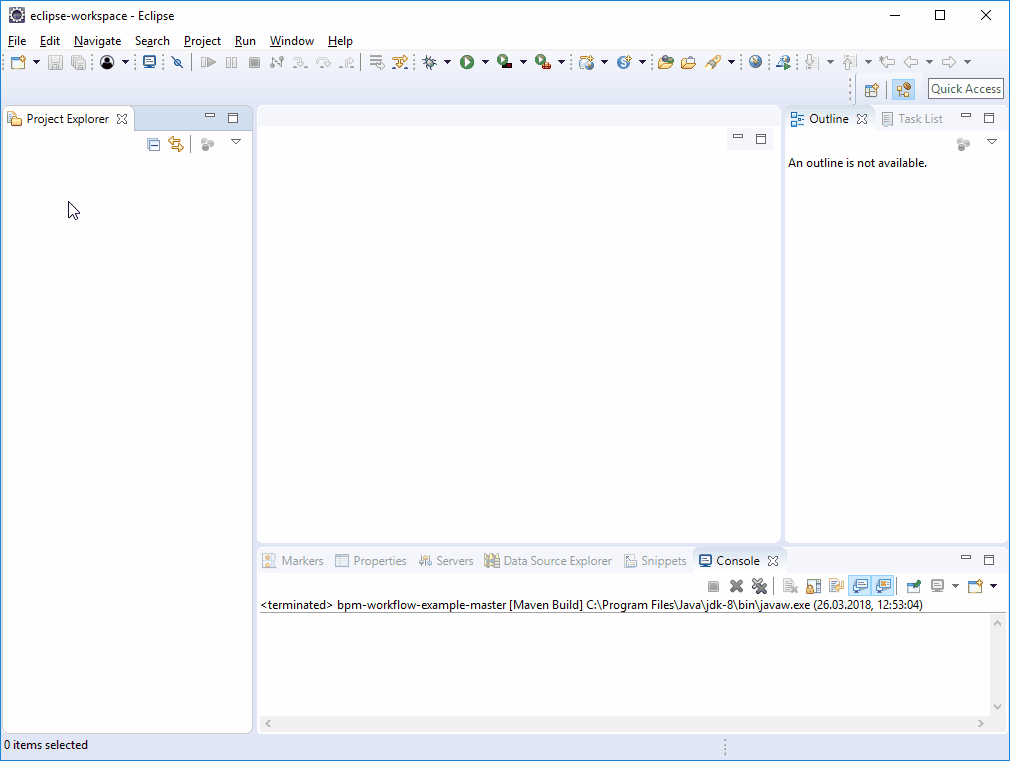 eclipse-workspace - Eclipse
File Edit Navigate Search Project Run Window Help
Quick Access
Project Explorer
Outline Task List
An outline is not available.
Markers Properties Servers Data Source Explorer Snippets Console
<terminated> bpm-workflow-example-master [Maven Build] C:\Program Files\Java\jdk-8\bin\javaw.exe (26.03.2018, 12:53:04)
0 items selected